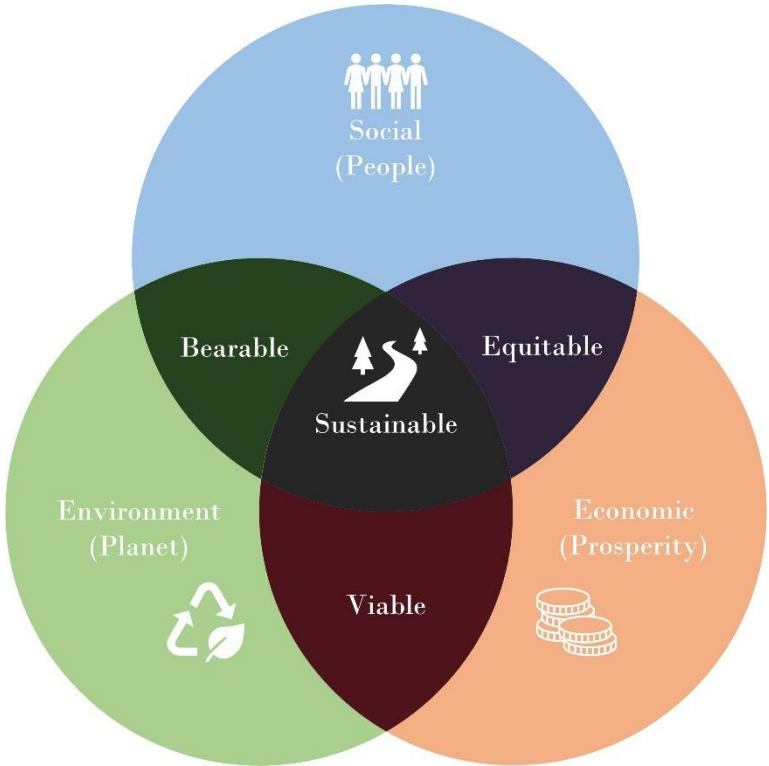 Social
(People)
Bearable
Equitable
Sustainable
Environment
(Planet)
Economic
(Prosperity)
Viable